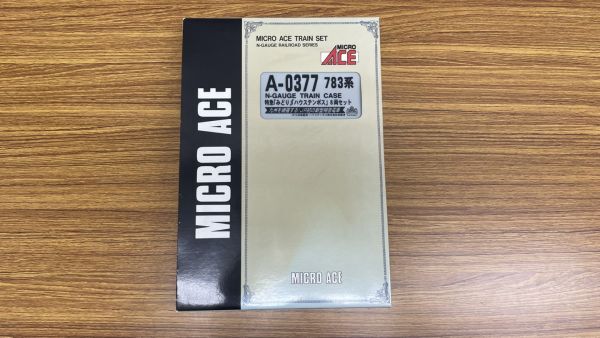 MICRO ACE
MICRO ACE TRAIN SET
N-GAUGE RAILROAD SERIES
MICRO
ACE
A-0377 783系
N-GAUGE TRAIN CASE
特急「みどり/ハウステンボス」8両セット
MICRO ACE